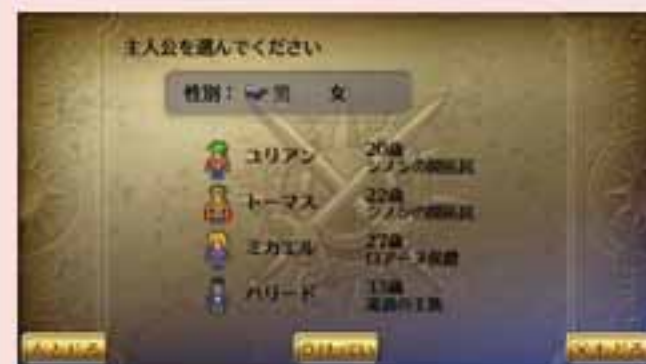 主人公を選んでください
性別： 男 女
ユリアン 20歳
シノンの開拓民
トーマス 22歳
シノンの開拓民
ミカエル 27歳
ロアーヌ侯爵
ハリード